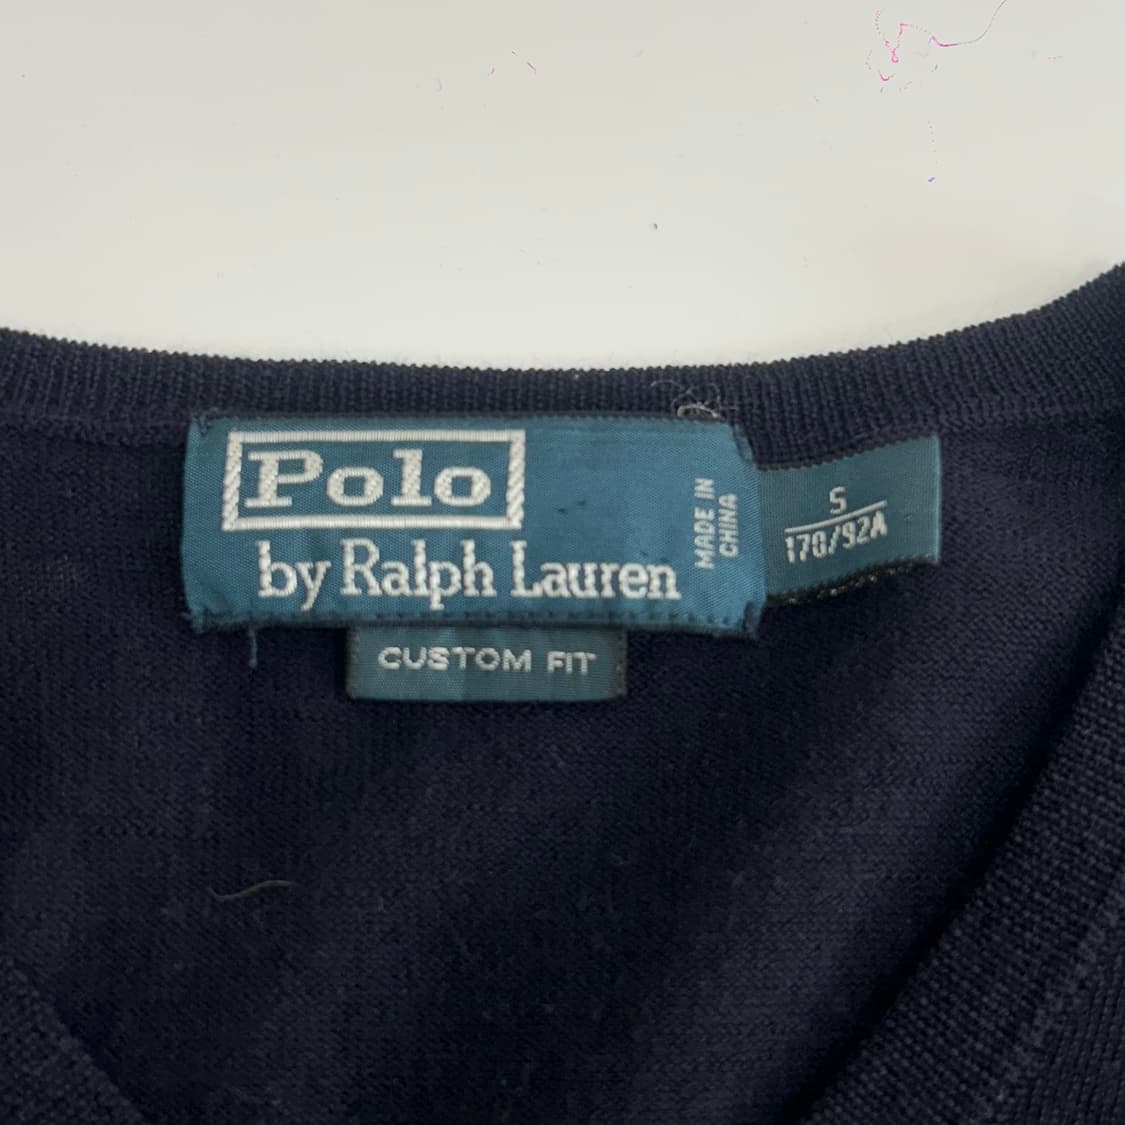 Polo
by Ralph Lauren
MADE IN
CHINA
S
170/92A
CUSTOM FIT